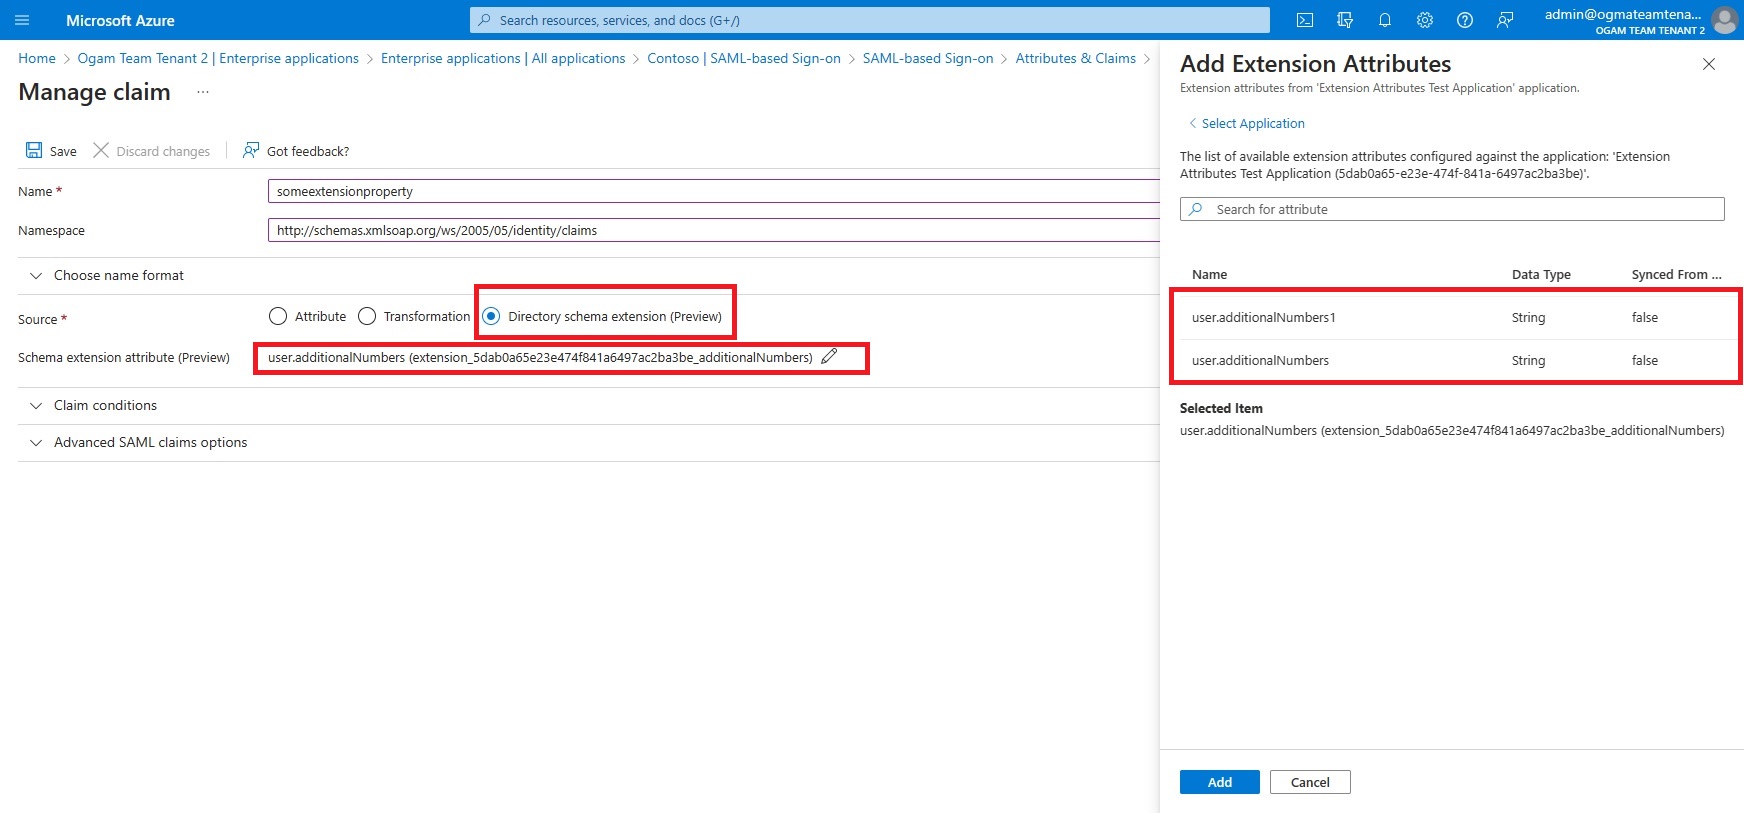 Microsoft Azure
Search resources, services, and docs (G+/)
admin@ogmateamtena...
OGAM TEAM TENANT 2
Home > Ogam Team Tenant 2 | Enterprise applications > Enterprise applications | All applications > Contoso | SAML-based Sign-on > SAML-based Sign-on > Attributes & Claims >
Manage claim ...
Save Discard changes Got feedback?
Name *
someextensionproperty
Namespace
http://schemas.xmlsoap.org/ws/2005/05/identity/claims
Choose name format
Source *
Attribute Transformation Directory schema extension (Preview)
Schema extension attribute (Preview)
user.additionalNumbers (extension_5dab0a65e23e474f841a6497ac2ba3be_additionalNumbers)
Claim conditions
Advanced SAML claims options
Add Extension Attributes
Extension attributes from 'Extension Attributes Test Application' application.
< Select Application
The list of available extension attributes configured against the application: 'Extension
Attributes Test Application (5dab0a65-e23e-474f-841a-6497ac2ba3be)'.
Search for attribute
Name Data Type Synced From ...
user.additionalNumbers1 String false
user.additionalNumbers String false
Selected Item
user.additionalNumbers (extension_5dab0a65e23e474f841a6497ac2ba3be_additionalNumbers)
Add Cancel